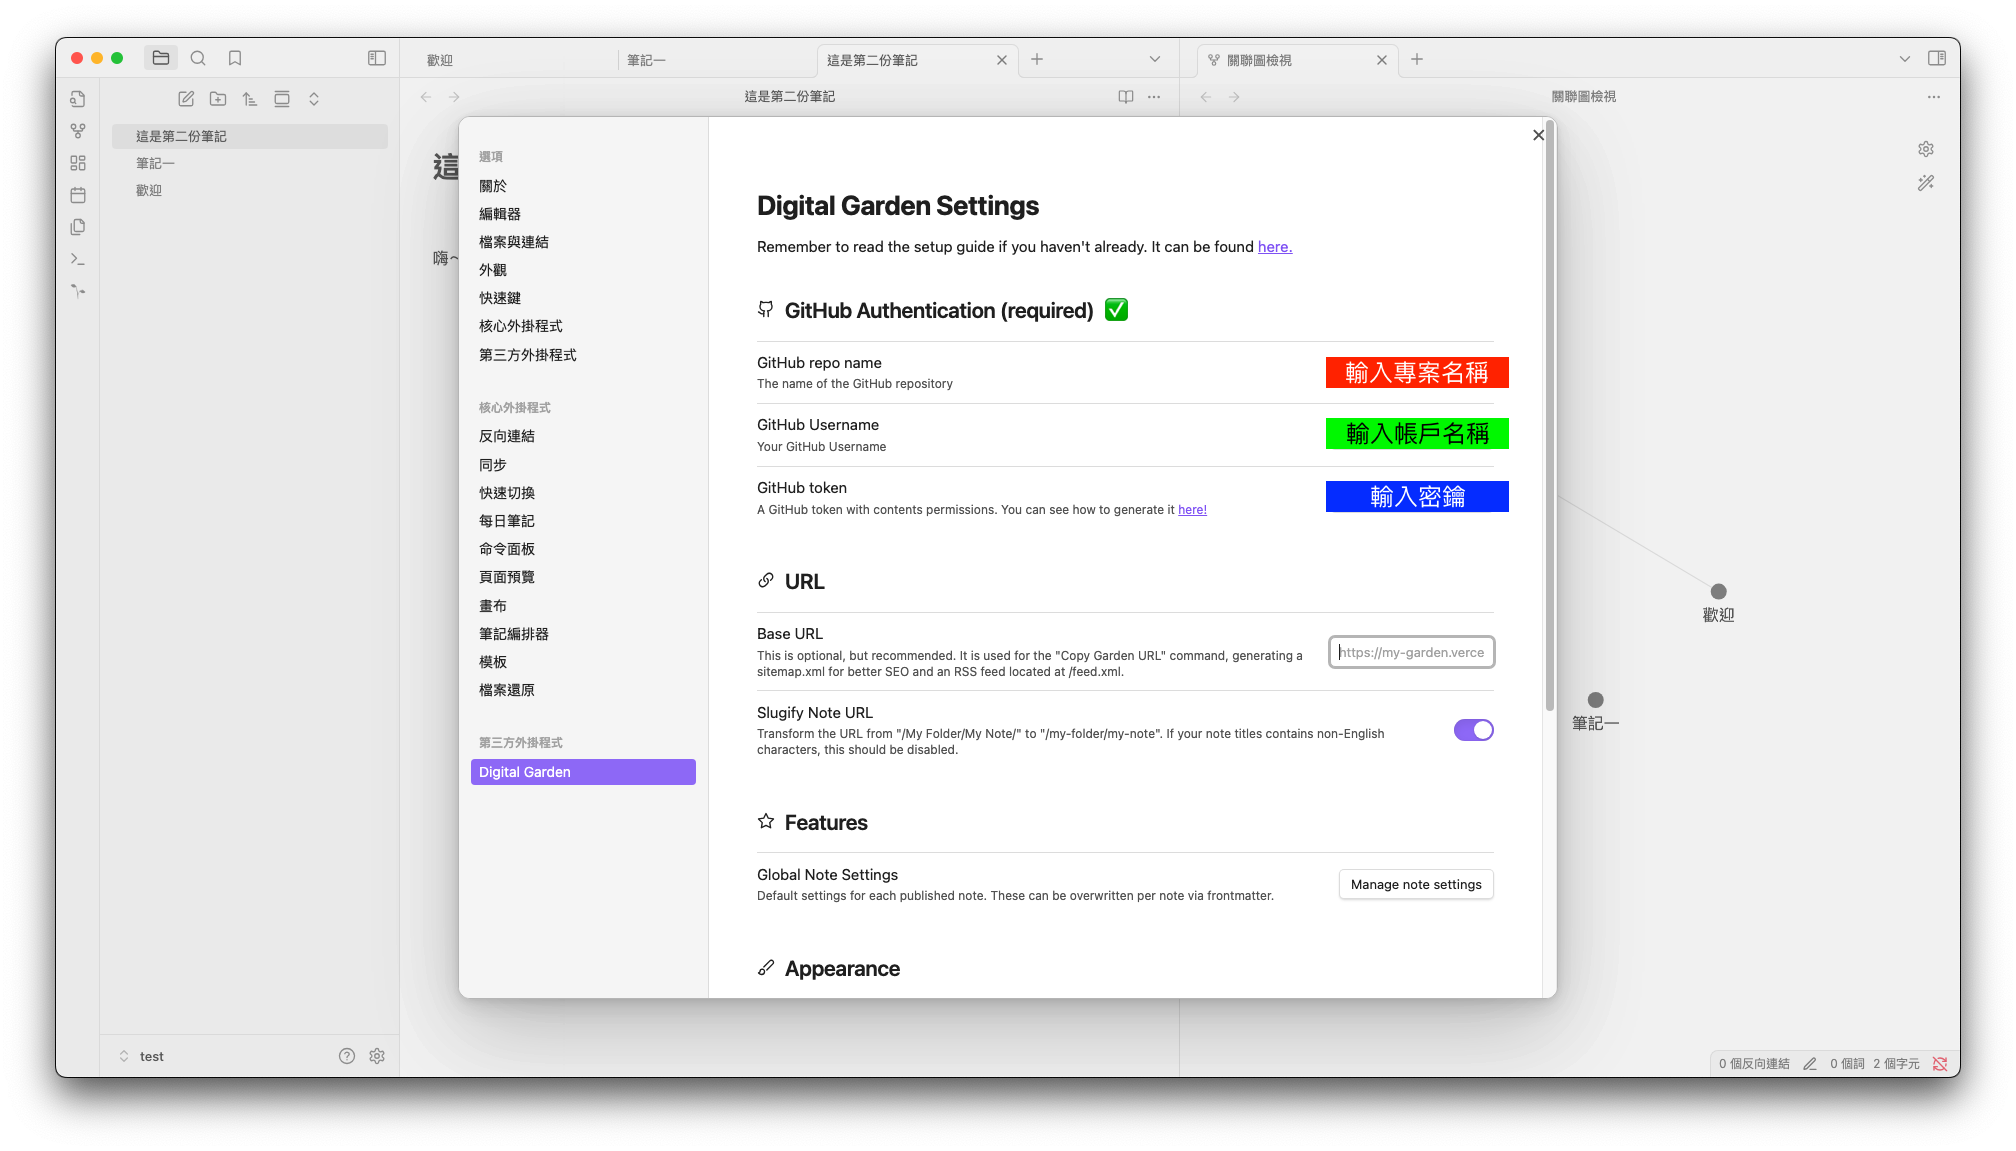 歡迎
筆記一
這是第二份筆記
關聯圖檢視
這是第二份筆記
關聯圖檢視
這是第二份筆記
筆記一
歡迎
這
嗨~
選項
關於
編輯器
檔案與連結
外觀
快速鍵
核心外掛程式
第三方外掛程式
核心外掛程式
反向連結
同步
快速切換
每日筆記
命令面板
頁面預覽
畫布
筆記編排器
模板
檔案還原
第三方外掛程式
Digital Garden
Digital Garden Settings
Remember to read the setup guide if you haven't already. It can be found here.
GitHub Authentication (required) ✅
GitHub repo name
The name of the GitHub repository
輸入專案名稱
GitHub Username
Your GitHub Username
輸入帳戶名稱
GitHub token
A GitHub token with contents permissions. You can see how to generate it here!
輸入密鑰
URL
Base URL
This is optional, but recommended. It is used for the "Copy Garden URL" command, generating a
sitemap.xml for better SEO and an RSS feed located at /feed.xml.
https://my-garden.verce
Slugify Note URL
Transform the URL from "/My Folder/My Note/" to "/my-folder/my-note". If your note titles contains non-English
characters, this should be disabled.
Features
Global Note Settings
Default settings for each published note. These can be overwritten per note via frontmatter.
Manage note settings
Appearance
歡迎
筆記一
test
0 個反向連結 0 個詞 2 個字元